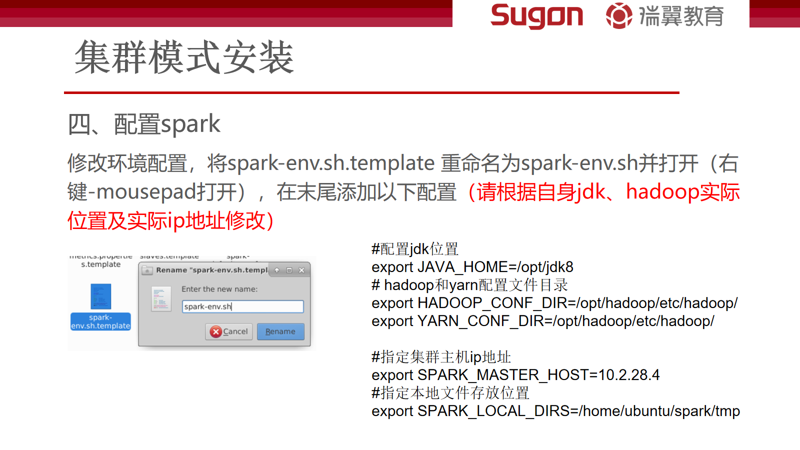 Sugon 瑞翼教育
集群模式安装
四、配置spark
修改环境配置，将spark-env.sh.template 重命名为spark-env.sh并打开（右
键-mousepad打开），在末尾添加以下配置（请根据自身jdk、hadoop实际
位置及实际ip地址修改）
metrics.properties.template
slaves.template
spark-
spark-
env.sh.template
Rename "spark-env.sh.templ
Enter the new name:
spark-env.sh
Cancel
Rename
#配置jdk位置
export JAVA_HOME=/opt/jdk8
# hadoop和yarn配置文件目录
export HADOOP_CONF_DIR=/opt/hadoop/etc/hadoop/
export YARN_CONF_DIR=/opt/hadoop/etc/hadoop/
#指定集群主机ip地址
export SPARK_MASTER_HOST=10.2.28.4
#指定本地文件存放位置
export SPARK_LOCAL_DIRS=/home/ubuntu/spark/tmp